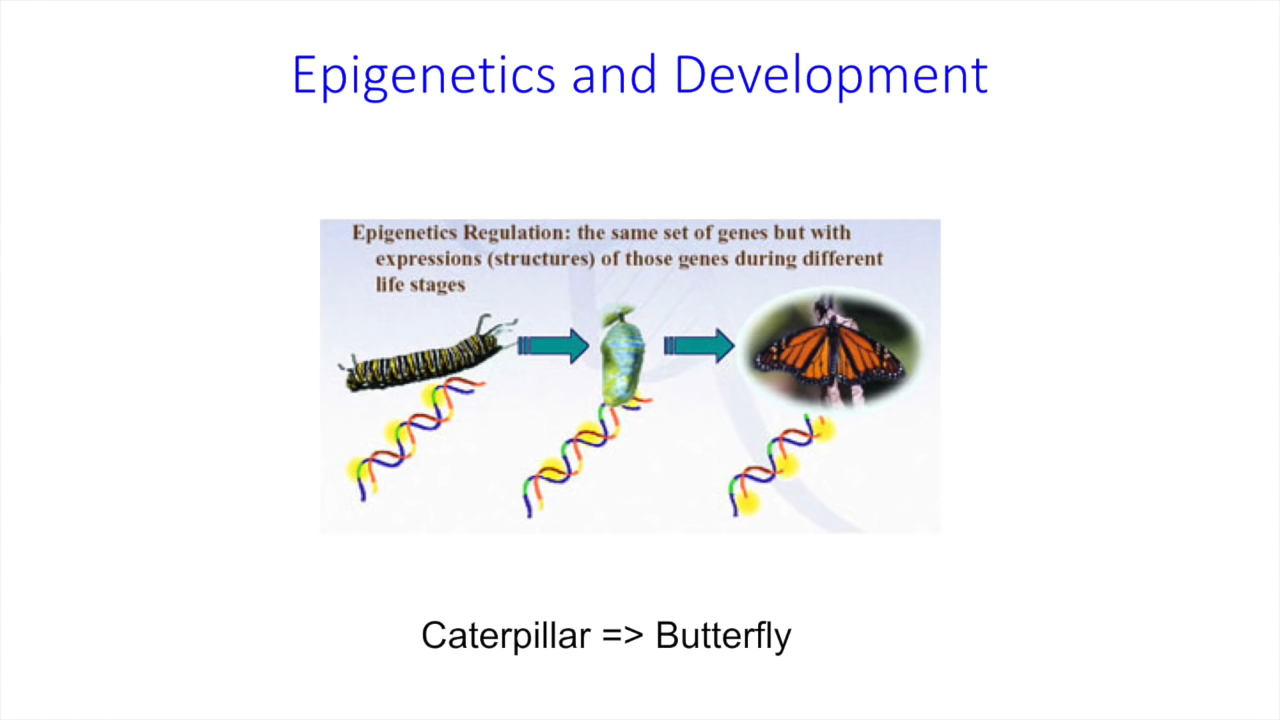 Epigenetics and Development
Epigenetics Regulation: the same set of genes but with
expressions (structures) of those genes during different
life stages
Caterpillar => Butterfly